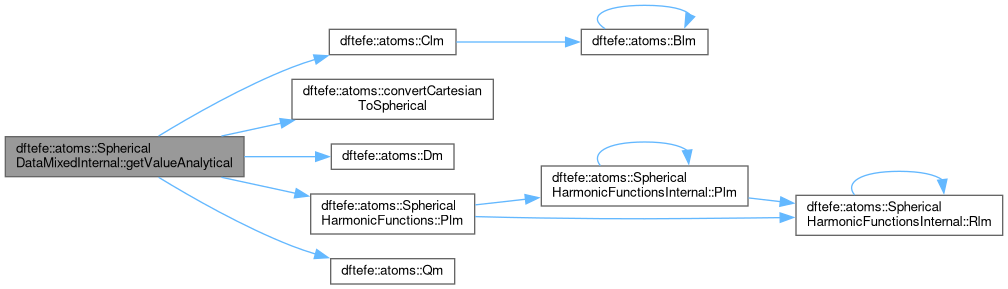 dftefe::atoms::Spherical
DataMixedInternal::getValueAnalytical
dftefe::atoms::Clm
dftefe::atoms::Blm
dftefe::atoms::convertCartesian
ToSpherical
dftefe::atoms::Dm
dftefe::atoms::Spherical
HarmonicFunctions::Plm
dftefe::atoms::Spherical
HarmonicFunctionsInternal::Plm
dftefe::atoms::Spherical
HarmonicFunctionsInternal::Rlm
dftefe::atoms::Qm